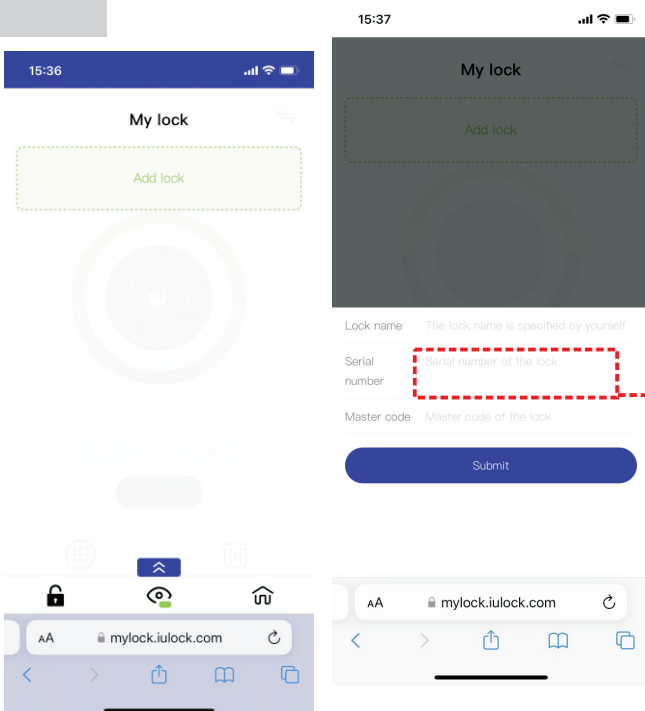 15:36
My lock
Add lock
AA mylock.iulock.com
15:37
My lock
Add lock
Lock name The lock name is specified by yourself
Serial number Serial number of the lock
Master code Master code of the lock
Submit
AA mylock.iulock.com